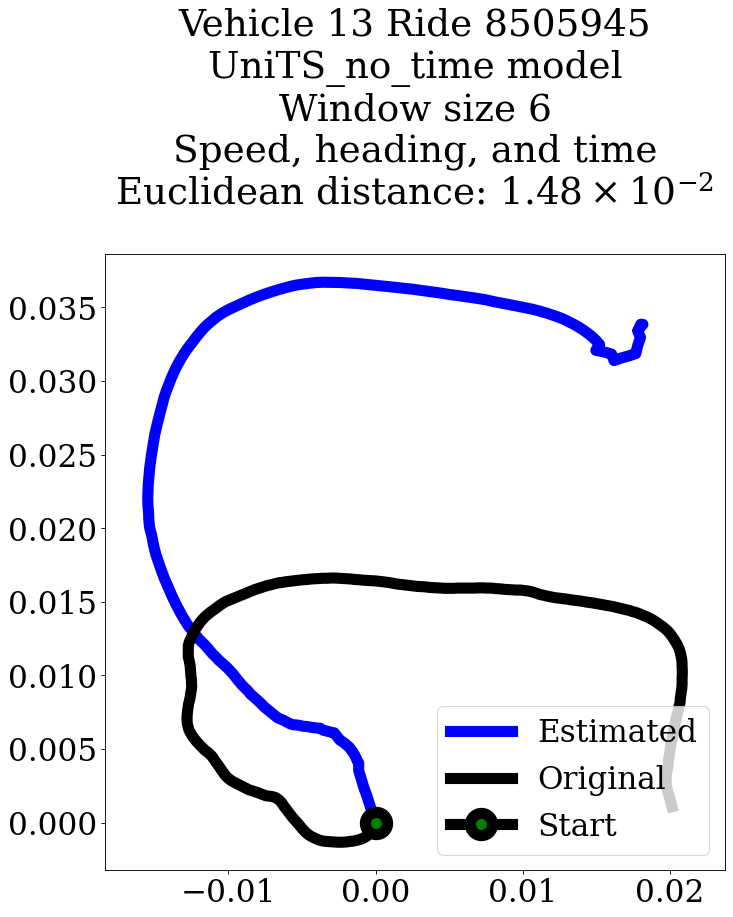 Vehicle 13 Ride 8505945
UniTS_no_time model
Window size 6
Speed, heading, and time
Euclidean distance: 1.48 × 10⁻²
0.035
0.030
0.025
0.020
0.015
0.010
0.005
0.000
Estimated
Original
Start
−0.01
0.00
0.01
0.02